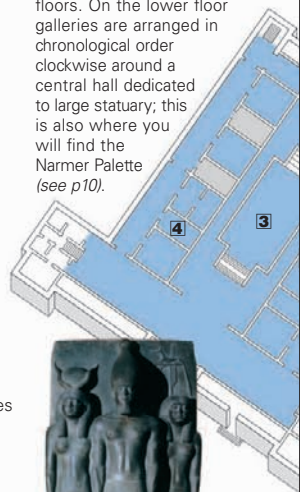 floors. On the lower floor
galleries are arranged in
chronological order
clockwise around a
central hall dedicated
to large statuary; this
is also where you
will find the
Narmer Palette
(see p10).
4
3
es